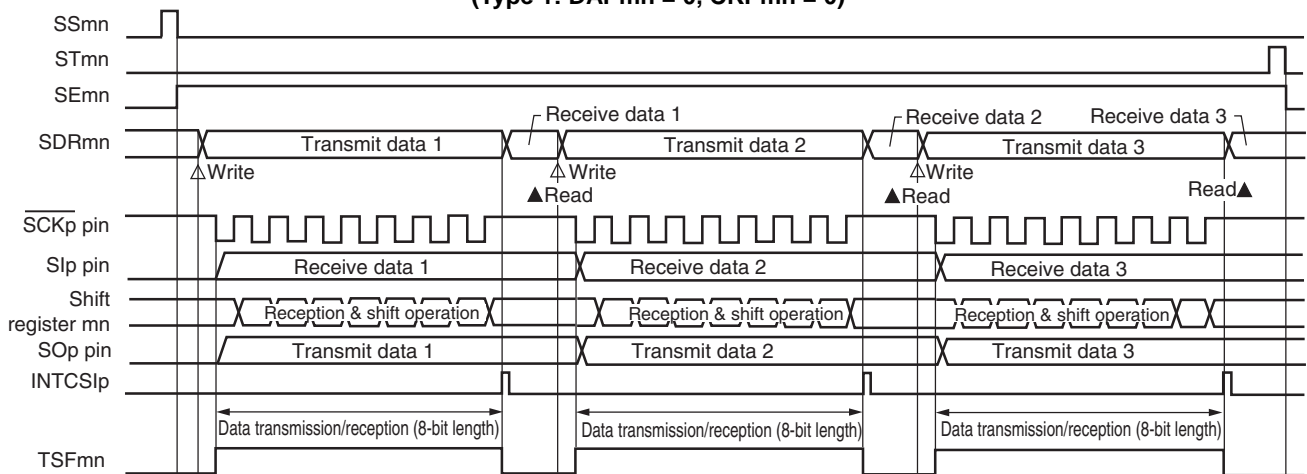 (Type 1: DAPmn = 0, CKPmn = 0)
SSmn
STmn
SEmn
Receive data 1
Receive data 2
Receive data 3
SDRmn
Transmit data 1
Transmit data 2
Transmit data 3
△Write
△Write
△Write
▲Read
▲Read
Read▲
SCKp pin
SIp pin
Receive data 1
Receive data 2
Receive data 3
Shift
register mn
Reception & shift operation
Reception & shift operation
Reception & shift operation
SOp pin
Transmit data 1
Transmit data 2
Transmit data 3
INTCSIp
Data transmission/reception (8-bit length)
Data transmission/reception (8-bit length)
Data transmission/reception (8-bit length)
TSFmn